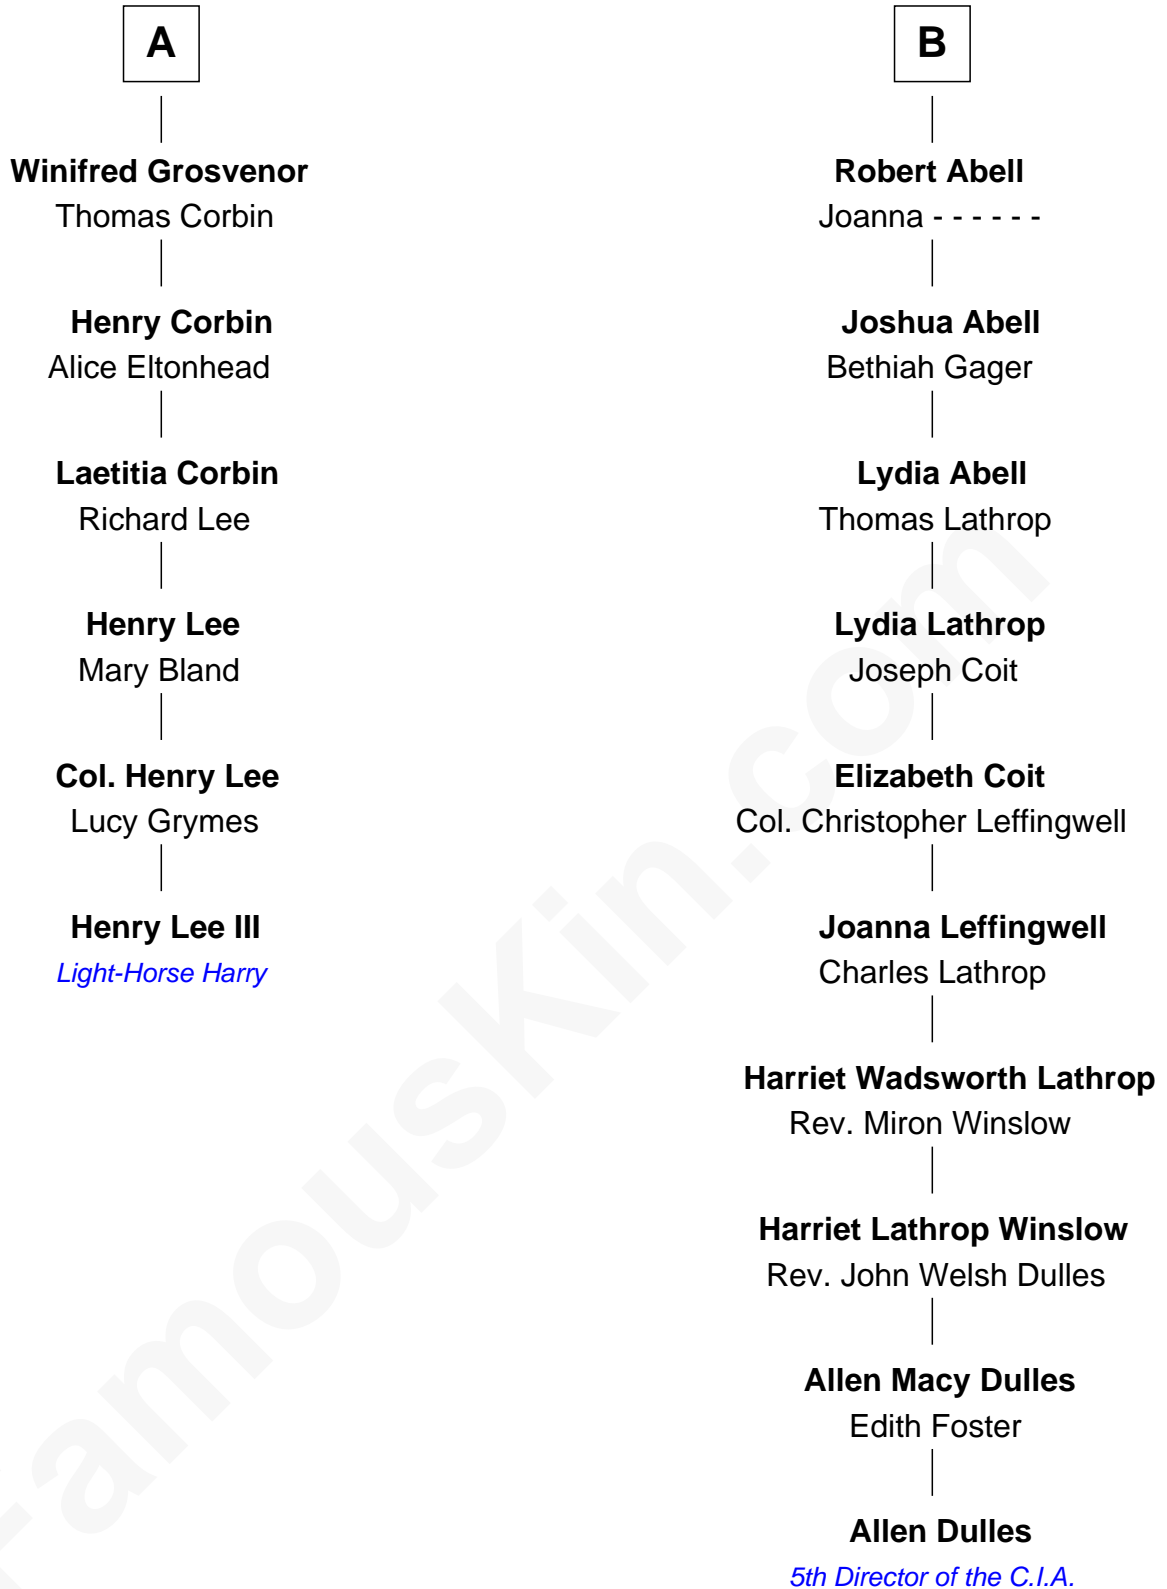 A
Winifred Grosvenor
Thomas Corbin
Henry Corbin
Alice Eltonhead
Laetitia Corbin
Richard Lee
Henry Lee
Mary Bland
Col. Henry Lee
Lucy Grymes
Henry Lee III
Light-Horse Harry
B
Robert Abell
Joanna - - - - - -
Joshua Abell
Bethiah Gager
Lydia Abell
Thomas Lathrop
Lydia Lathrop
Joseph Coit
Elizabeth Coit
Col. Christopher Leffingwell
Joanna Leffingwell
Charles Lathrop
Harriet Wadsworth Lathrop
Rev. Miron Winslow
Harriet Lathrop Winslow
Rev. John Welsh Dulles
Allen Macy Dulles
Edith Foster
Allen Dulles
5th Director of the C.I.A.
FamousKin.com